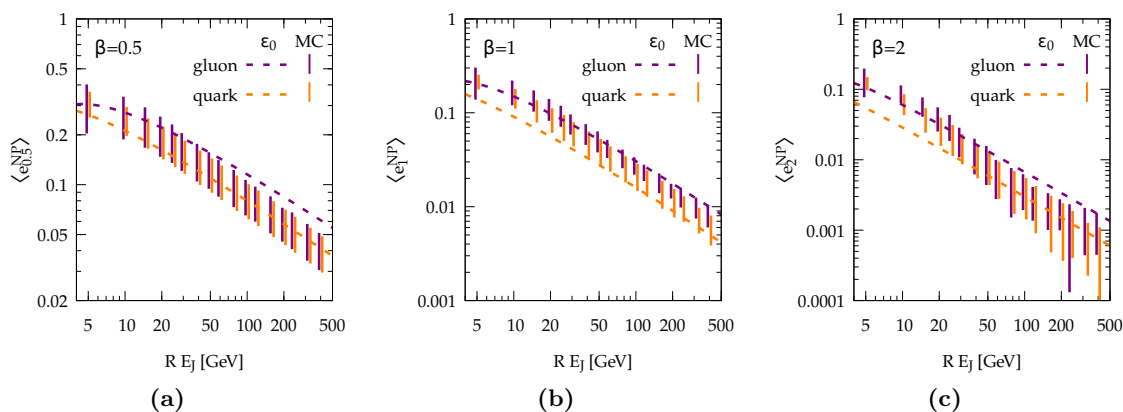 β=0.5
ε₀ MC
gluon
quark
⟨e₀.₅ᴺᴾ⟩
1
0.5
0.2
0.1
0.05
0.02
5 10 20 50 100 200 500
R E_J [GeV]
(a)
β=1
ε₀ MC
gluon
quark
⟨e₁ᴺᴾ⟩
1
0.1
0.01
0.001
5 10 20 50 100 200 500
R E_J [GeV]
(b)
β=2
ε₀ MC
gluon
quark
⟨e₂ᴺᴾ⟩
1
0.1
0.01
0.001
0.0001
5 10 20 50 100 200 500
R E_J [GeV]
(c)